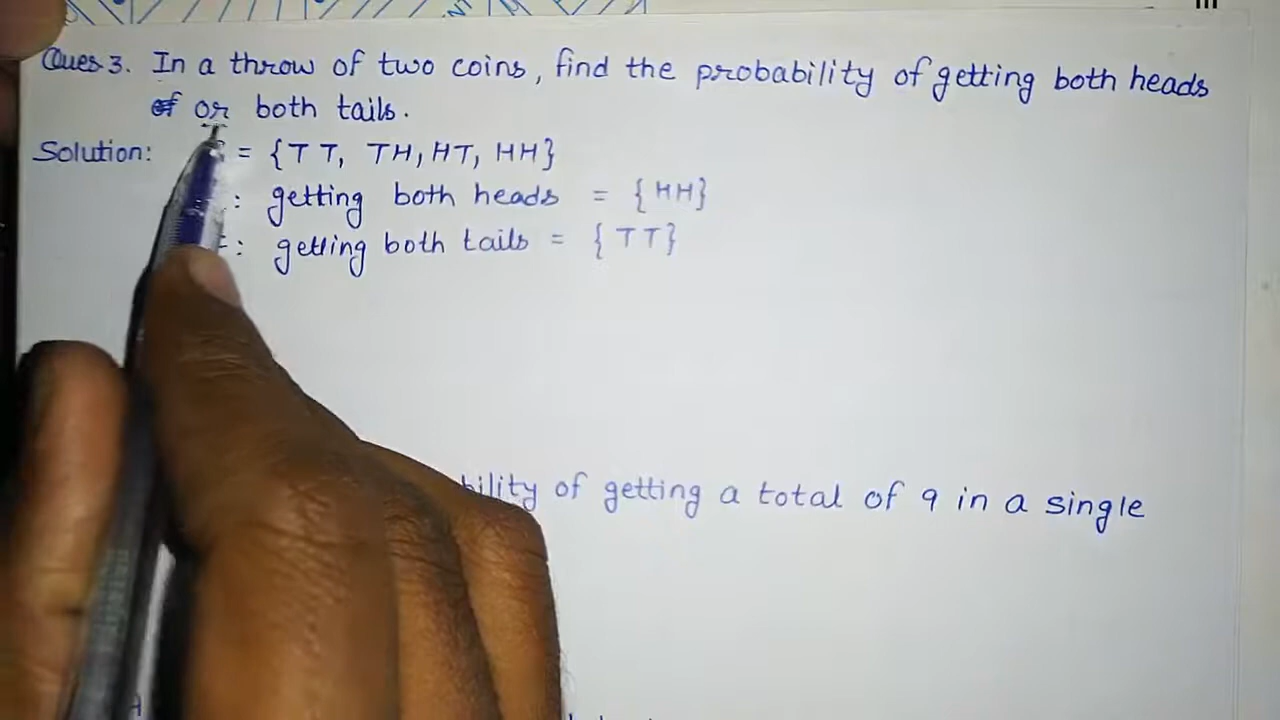 Ques 3. In a throw of two coins, find the probability of getting both heads
or both tails.
Solution: = {TT, TH, HT, HH}
: getting both heads = {HH}
: getting both tails = {TT}
of getting a total of 9 in a single